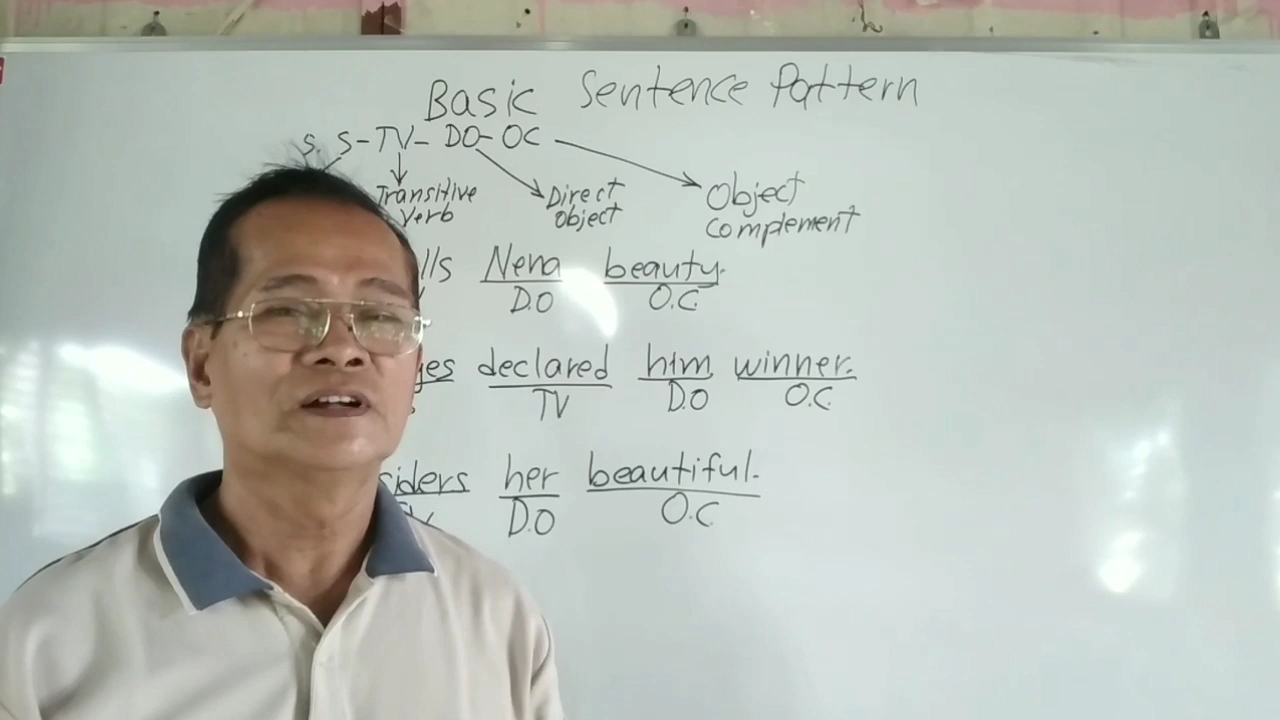 Basic Sentence Pattern
5. S-TV- DO- OC
Transitive Verb
Direct Object
Object Complement
lls Nena beauty.
D.O O.C.
ges declared him winner.
TV D.O O.C.
siders her beautiful.
D.O O.C